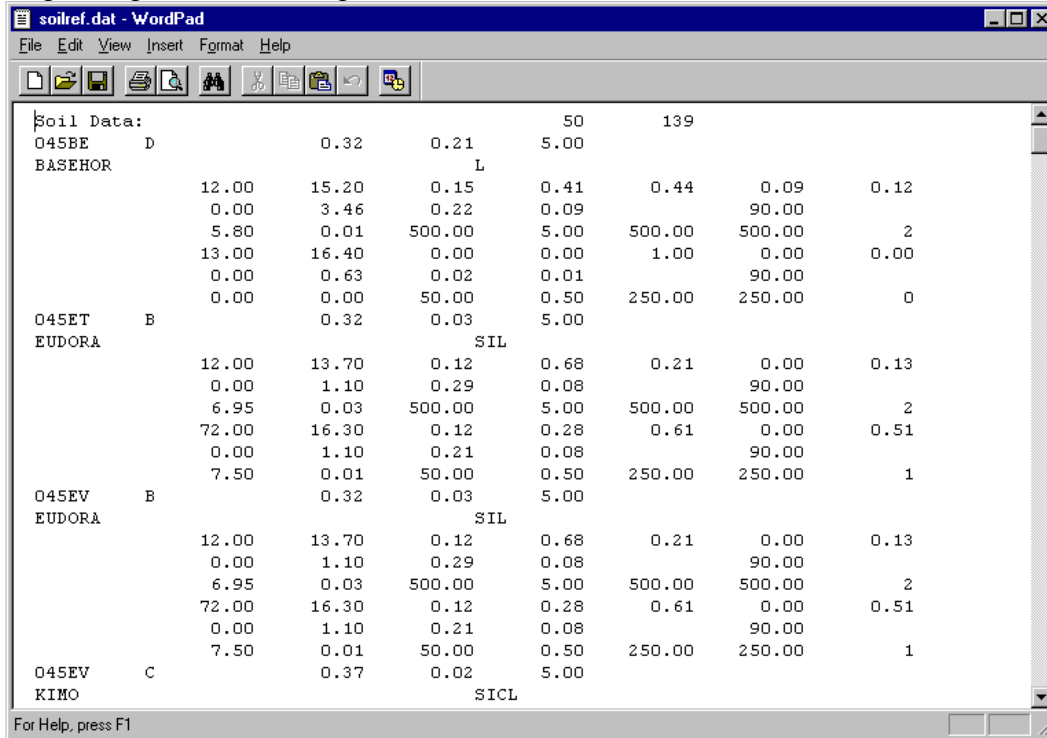 soilref.dat - WordPad
File Edit View Insert Format Help
Soil Data: 50 139
045BE D 0.32 0.21 5.00
BASEHOR L
12.00 15.20 0.15 0.41 0.44 0.09 0.12
0.00 3.46 0.22 0.09 90.00
5.80 0.01 500.00 5.00 500.00 500.00 2
13.00 16.40 0.00 0.00 1.00 0.00 0.00
0.00 0.63 0.02 0.01 90.00
0.00 0.00 50.00 0.50 250.00 250.00 0
045ET B 0.32 0.03 5.00
EUDORA SIL
12.00 13.70 0.12 0.68 0.21 0.00 0.13
0.00 1.10 0.29 0.08 90.00
6.95 0.03 500.00 5.00 500.00 500.00 2
72.00 16.30 0.12 0.28 0.61 0.00 0.51
0.00 1.10 0.21 0.08 90.00
7.50 0.01 50.00 0.50 250.00 250.00 1
045EV B 0.32 0.03 5.00
EUDORA SIL
12.00 13.70 0.12 0.68 0.21 0.00 0.13
0.00 1.10 0.29 0.08 90.00
6.95 0.03 500.00 5.00 500.00 500.00 2
72.00 16.30 0.12 0.28 0.61 0.00 0.51
0.00 1.10 0.21 0.08 90.00
7.50 0.01 50.00 0.50 250.00 250.00 1
045EV C 0.37 0.02 5.00
KIMO SICL
For Help, press F1